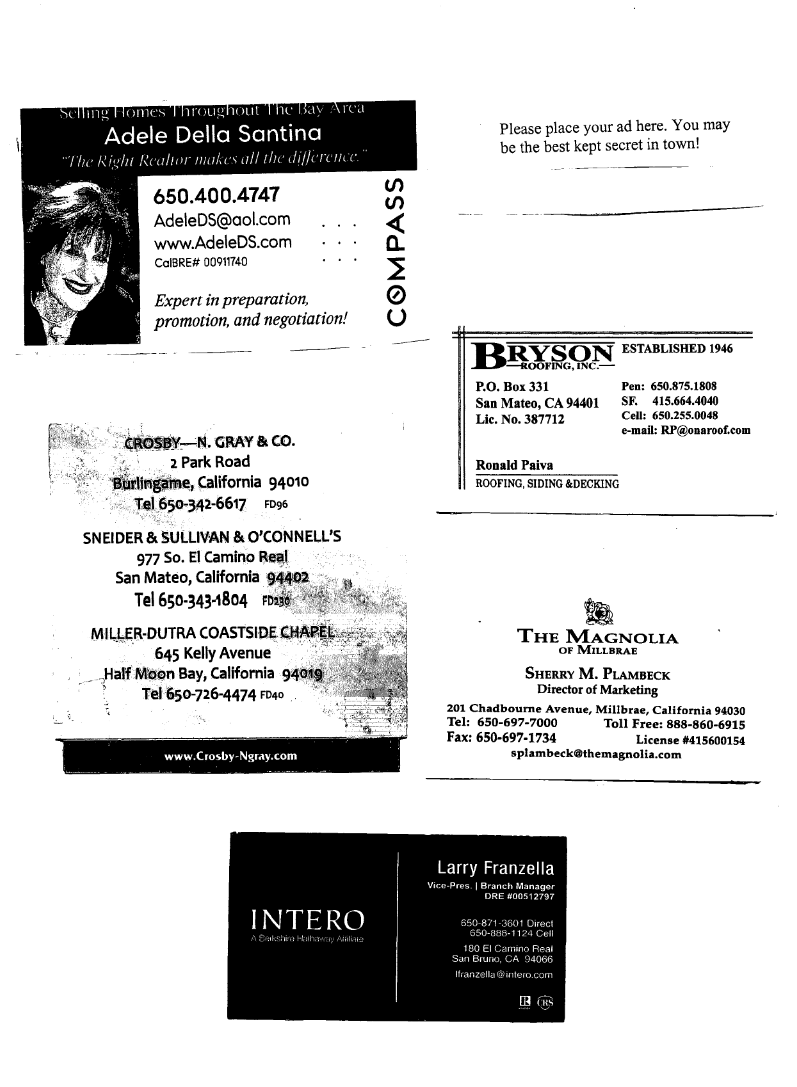 Selling Homes Throughout The Bay Area
Adele Della Santina
"The Right Realtor makes all the difference."
650.400.4747
AdeleDS@aol.com
www.AdeleDS.com
CalBRE# 00911740
Expert in preparation,
promotion, and negotiation!
COMPASS
Please place your ad here. You may
be the best kept secret in town!
BRYSON
ROOFING, INC.
ESTABLISHED 1946
P.O. Box 331
San Mateo, CA 94401
Lic. No. 387712
Pen: 650.875.1808
SF. 415.664.4040
Cell: 650.255.0048
e-mail: RP@onaroof.com
Ronald Paiva
ROOFING, SIDING &DECKING
CROSBY—N. GRAY & CO.
2 Park Road
Burlingame, California 94010
Tel 650-342-6617 FD96
SNEIDER & SULLIVAN & O'CONNELL'S
977 So. El Camino Real
San Mateo, California 94402
Tel 650-343-1804 FD230
MILLER-DUTRA COASTSIDE CHAPEL
645 Kelly Avenue
Half Moon Bay, California 94019
Tel 650-726-4474 FD40
www.Crosby-Ngray.com
THE MAGNOLIA
OF MILLBRAE
SHERRY M. PLAMBECK
Director of Marketing
201 Chadbourne Avenue, Millbrae, California 94030
Tel: 650-697-7000 Toll Free: 888-860-6915
Fax: 650-697-1734 License #415600154
splambeck@themagnolia.com
INTERO
A Berkshire Hathaway Affiliate
Larry Franzella
Vice-Pres. | Branch Manager
DRE #00512797
650-871-3601 Direct
650-888-1124 Cell
180 El Camino Real
San Bruno, CA 94066
lfranzella@intero.com
R CRS